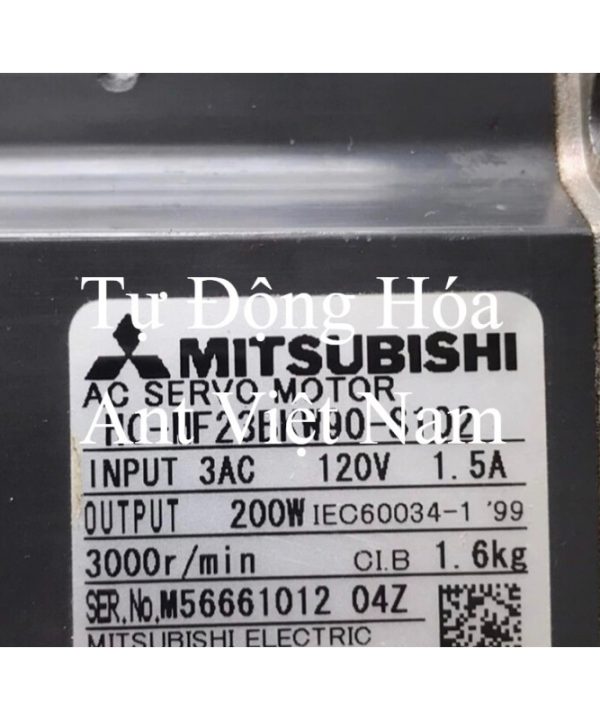 Tự Động Hóa
MITSUBISHI
AC SERVO MOTOR
Ant Việt Nam
INPUT 3AC 120V 1.5A
OUTPUT 200W IEC60034-1 '99
3000r/min CI.B 1.6kg
SER.No.M56661012 04Z
MITSUBISHI ELECTRIC